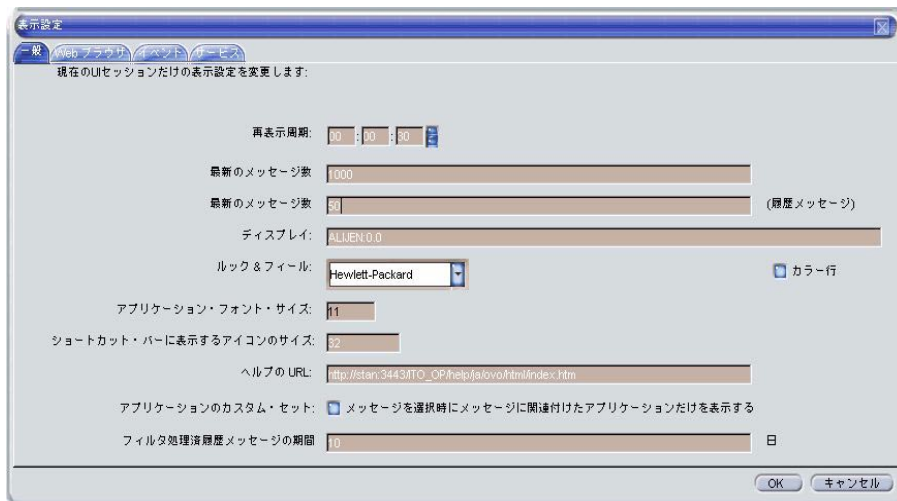 表示設定
一般 Web ブラウザ イベント サービス
現在のUIセッションだけの表示設定を変更します:
再表示周期: 00 : 00 : 30
最新のメッセージ数 1000
最新のメッセージ数 50 (履歴メッセージ)
ディスプレイ: ALIJEN:0.0
ルック & フィール: Hewlett-Packard カラー行
アプリケーション・フォント・サイズ: 11
ショートカット・バーに表示するアイコンのサイズ: 32
ヘルプの URL: http://stan:3443/ITO_OP/help/ja/ovo/html/index.htm
アプリケーションのカスタム・セット: メッセージを選択時にメッセージに関連付けたアプリケーションだけを表示する
フィルタ処理済履歴メッセージの期間 10 日
OK キャンセル